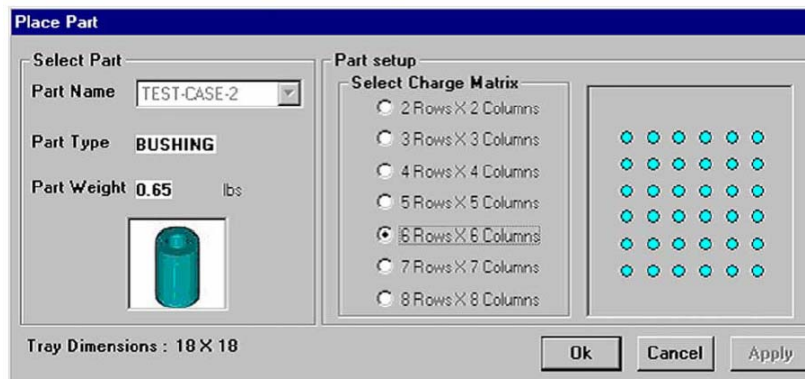 Place Part
Select Part
Part Name TEST-CASE-2
Part Type BUSHING
Part Weight 0.65 lbs
Tray Dimensions : 18 X 18
Part setup
Select Charge Matrix
2 Rows X 2 Columns
3 Rows X 3 Columns
4 Rows X 4 Columns
5 Rows X 5 Columns
6 Rows X 6 Columns
7 Rows X 7 Columns
8 Rows X 8 Columns
Ok Cancel Apply